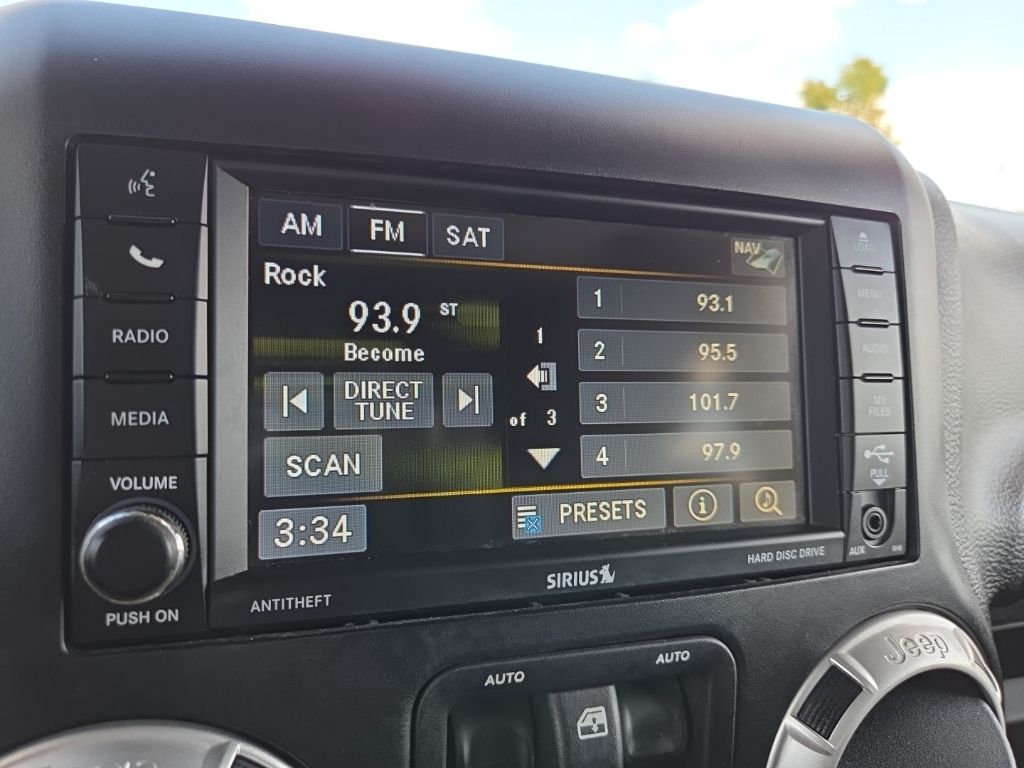 AM FM SAT NAV
Rock
93.9 ST
Become
DIRECT
TUNE
SCAN
3:34
1
of 3
1 93.1
2 95.5
3 101.7
4 97.9
PRESETS
i
RADIO
MEDIA
VOLUME
PUSH ON
LOAD
MENU
AUDIO
MY
FILES
PULL
AUX
ANTITHEFT
SIRIUS
HARD DISC DRIVE
AUTO AUTO
Jeep